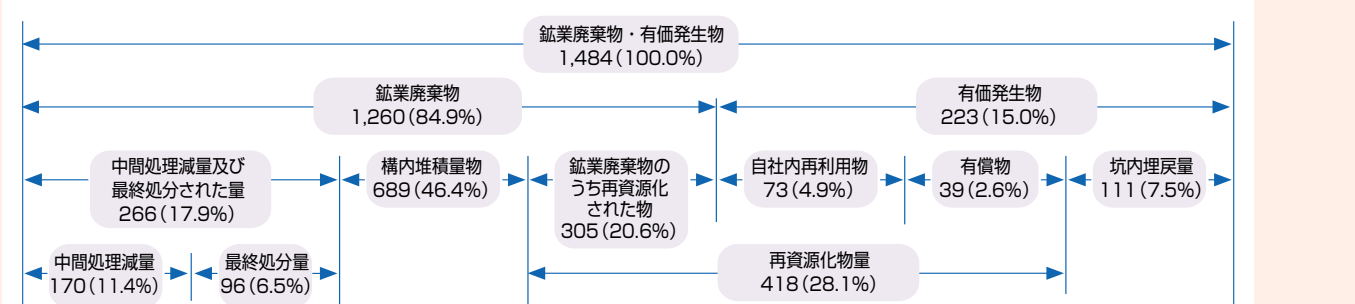 鉱業廃棄物・有価発生物
1,484(100.0%)
鉱業廃棄物
1,260(84.9%)
有価発生物
223(15.0%)
中間処理減量及び
最終処分された量
266(17.9%)
構内堆積量物
689(46.4%)
鉱業廃棄物の
うち再資源化
された物
305(20.6%)
自社内再利用物
73(4.9%)
有償物
39(2.6%)
坑内埋戻量
111(7.5%)
中間処理減量
170(11.4%)
最終処分量
96(6.5%)
再資源化物量
418(28.1%)